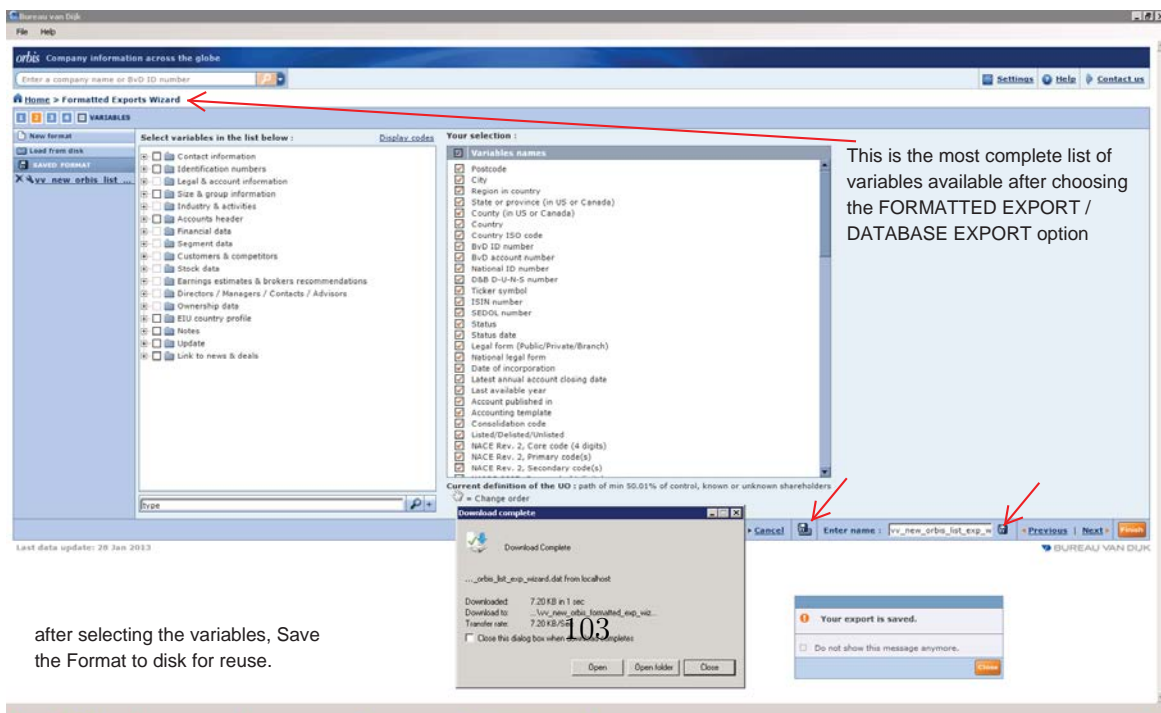 Bureau van Dijk
File Help
orbis Company information across the globe
Enter a company name or BvD ID number
Settings Help Contact us
Home > Formatted Exports Wizard
1 2 3 4 VARIABLES
New format
Load from disk
SAVED FORMAT
vv new orbis list ...
Select variables in the list below :
Display codes
Contact information
Identification numbers
Legal & account information
Size & group information
Industry & activities
Accounts header
Financial data
Segment data
Customers & competitors
Stock data
Earnings estimates & brokers recommendations
Directors / Managers / Contacts / Advisors
Ownership data
EIU country profile
Notes
Update
Link to news & deals
type
Your selection :
Variables names
Postcode
City
Region in country
State or province (in US or Canada)
County (in US or Canada)
Country
Country ISO code
BvD ID number
BvD account number
National ID number
D&B D-U-N-S number
Ticker symbol
ISIN number
SEDOL number
Status
Status date
Legal form (Public/Private/Branch)
National legal form
Date of incorporation
Latest annual account closing date
Last available year
Account published in
Accounting template
Consolidation code
Listed/Delisted/Unlisted
NACE Rev. 2, Core code (4 digits)
NACE Rev. 2, Primary code(s)
NACE Rev. 2, Secondary code(s)
Current definition of the UO : path of min 50.01% of control, known or unknown shareholders
= Change order
This is the most complete list of
variables available after choosing
the FORMATTED EXPORT /
DATABASE EXPORT option
Cancel Enter name : vv_new_orbis_list_exp_w Previous | Next Finish
Last data update: 28 Jan 2013
BUREAU VAN DIJK
Download complete
Download Complete
..._orbis_list_exp_wizard.dat from localhost
Downloaded: 7.20 KB in 1 sec
Download to: ...\vv_new_orbis_formatted_exp_wiz...
Transfer rate: 7.20 KB/Sec
Close this dialog box when download completes
Open Open folder Close
103
Your export is saved.
Do not show this message anymore.
Close
after selecting the variables, Save
the Format to disk for reuse.